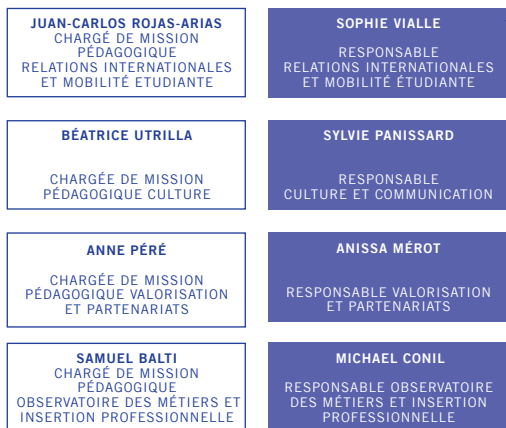 JUAN-CARLOS ROJAS-ARIAS
CHARGÉ DE MISSION
PÉDAGOGIQUE
RELATIONS INTERNATIONALES
ET MOBILITÉ ETUDIANTE
SOPHIE VIALLE
RESPONSABLE
RELATIONS INTERNATIONALES
ET MOBILITÉ ÉTUDIANTE
BÉATRICE UTRILLA
CHARGÉE DE MISSION
PÉDAGOGIQUE CULTURE
SYLVIE PANISSARD
RESPONSABLE
CULTURE ET COMMUNICATION
ANNE PÉRÉ
CHARGÉE DE MISSION
PÉDAGOGIQUE VALORISATION
ET PARTENARIATS
ANISSA MÉROT
RESPONSABLE VALORISATION
ET PARTENARIATS
SAMUEL BALTI
CHARGÉ DE MISSION
PÉDAGOGIQUE
OBSERVATOIRE DES MÉTIERS ET
INSERTION PROFESSIONNELLE
MICHAEL CONIL
RESPONSABLE OBSERVATOIRE
DES MÉTIERS ET INSERTION
PROFESSIONNELLE